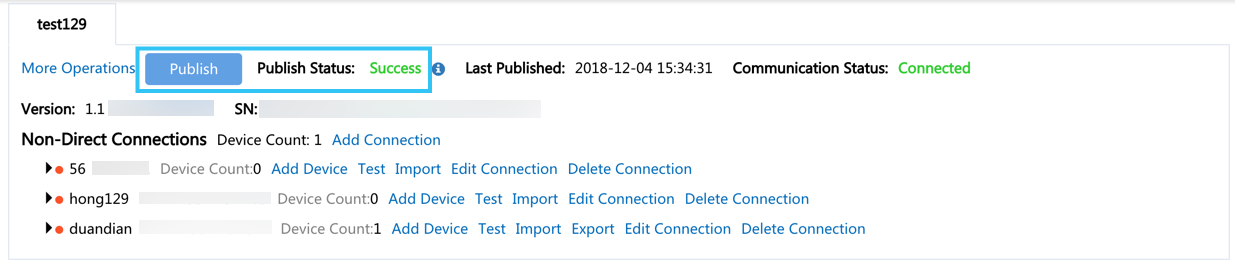 test129
More Operations Publish Publish Status: Success Last Published: 2018-12-04 15:34:31 Communication Status: Connected
Version: 1.1 SN:
Non-Direct Connections Device Count: 1 Add Connection
56 Device Count:0 Add Device Test Import Edit Connection Delete Connection
hong129 Device Count:0 Add Device Test Import Edit Connection Delete Connection
duandian Device Count:1 Add Device Test Import Export Edit Connection Delete Connection